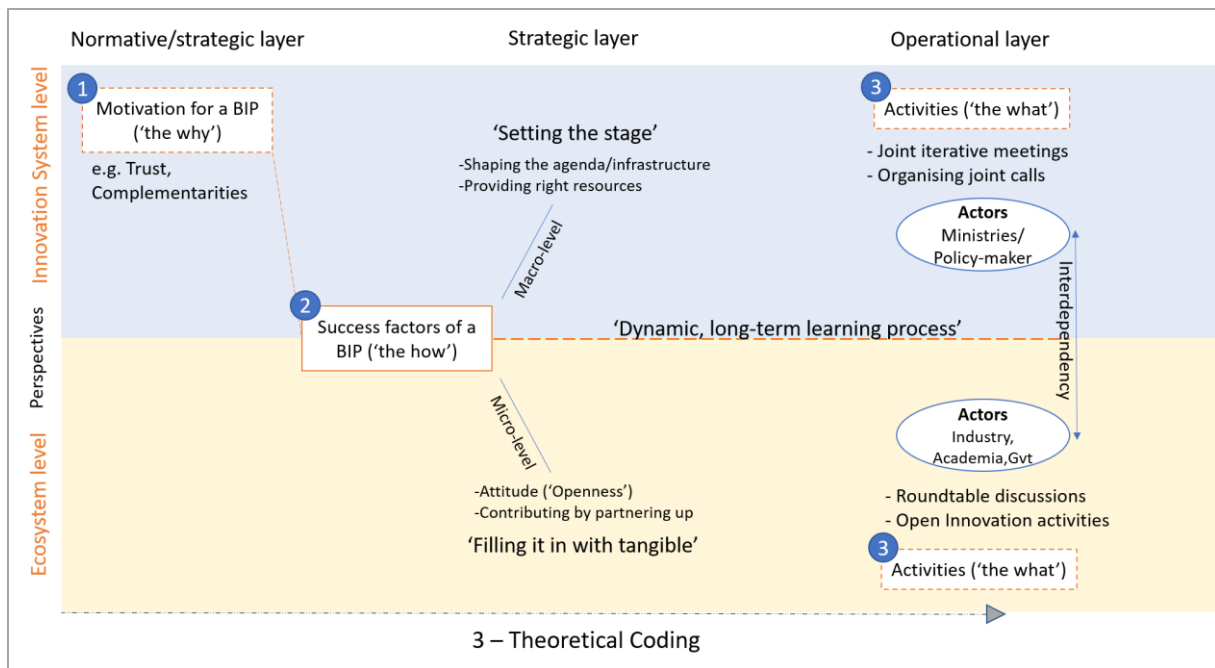 Normative/strategic layer
Strategic layer
Operational layer
Innovation System level
Perspectives
Ecosystem level
1
Motivation for a BIP
('the why')
e.g. Trust,
Complementarities
2
Success factors of a
BIP ('the how')
'Setting the stage'
-Shaping the agenda/infrastructure
-Providing right resources
Macro-level
'Dynamic, long-term learning process'
Micro-level
-Attitude ('Openness')
-Contributing by partnering up
'Filling it in with tangible'
3
Activities ('the what')
- Joint iterative meetings
- Organising joint calls
Actors
Ministries/
Policy-maker
Interdependency
Actors
Industry,
Academia,Gvt
- Roundtable discussions
- Open Innovation activities
3
Activities ('the what')
3 – Theoretical Coding